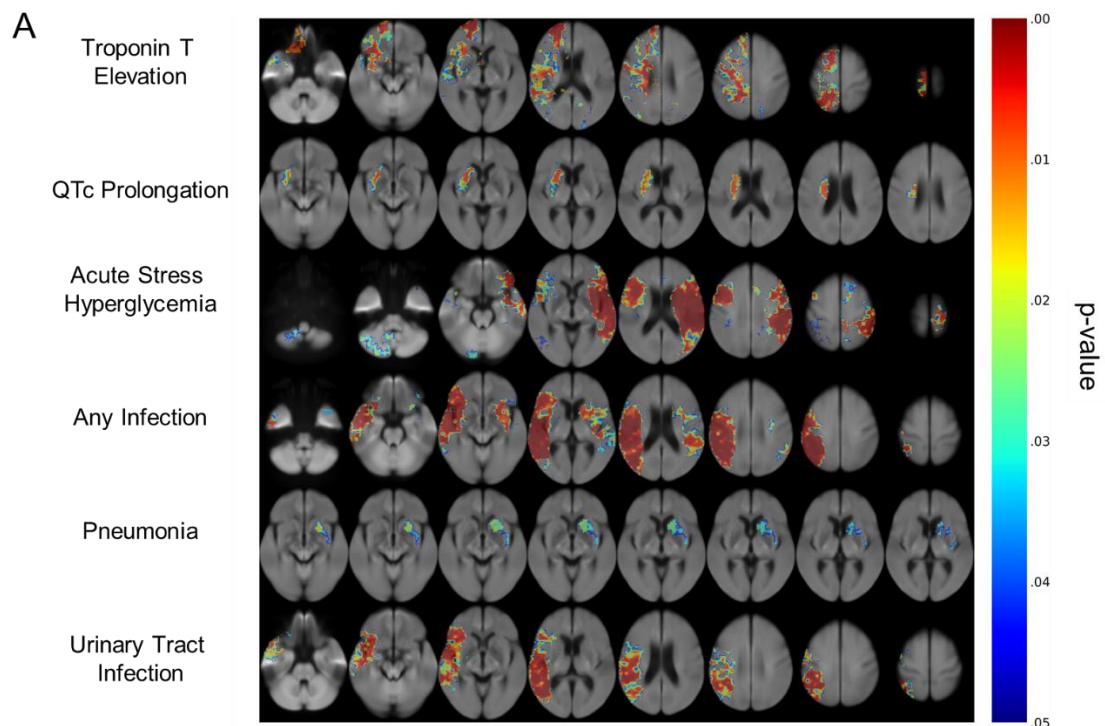 A
Troponin T
Elevation
QTc Prolongation
Acute Stress
Hyperglycemia
Any Infection
Pneumonia
Urinary Tract
Infection
.00
.01
.02
.03
.04
.05
p-value